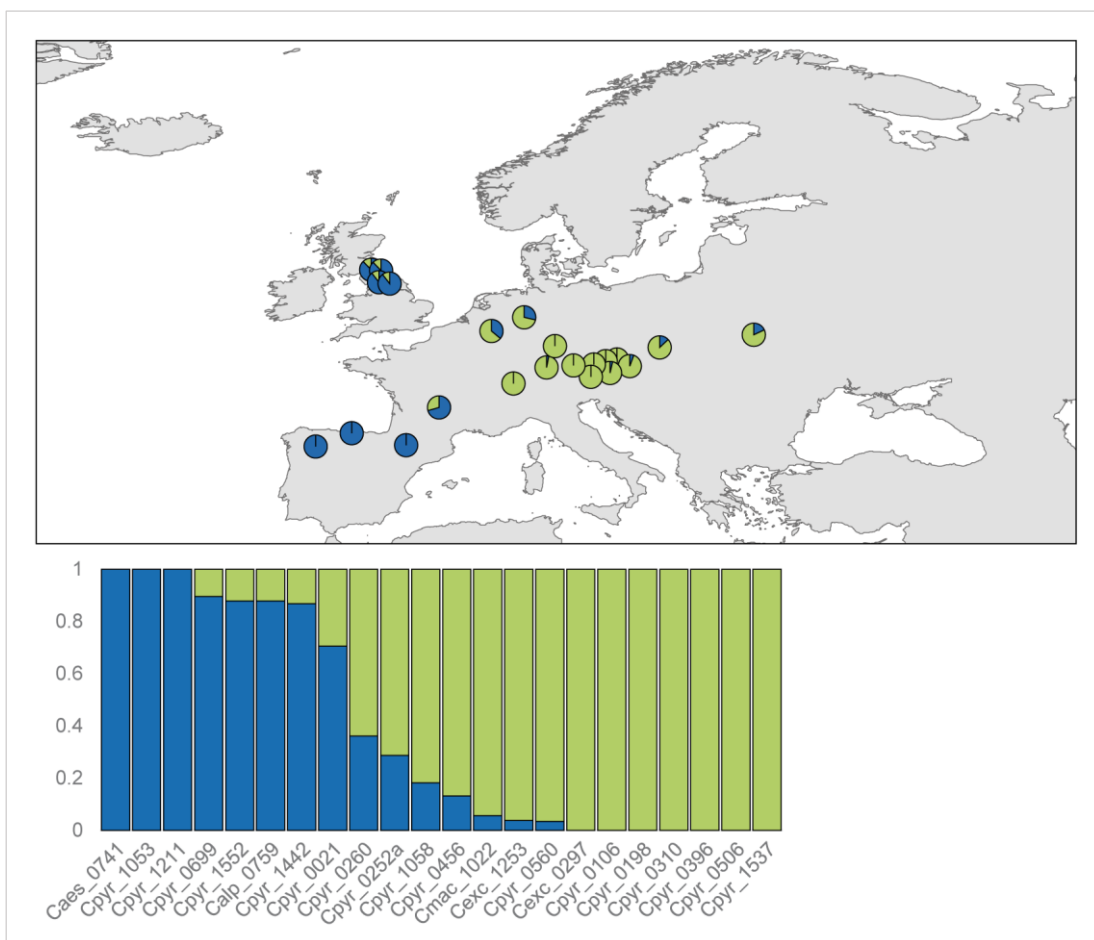 1
0.8
0.6
0.4
0.2
0
Caes_0741
Cpyr_1053
Cpyr_1211
Cpyr_0699
Cpyr_1552
Calp_0759
Cpyr_1442
Cpyr_0021
Cpyr_0260
Cpyr_0252a
Cpyr_1058
Cpyr_0456
Cmac_1022
Cexc_1253
Cpyr_0560
Cexc_0297
Cpyr_0106
Cpyr_0198
Cpyr_0310
Cpyr_0396
Cpyr_0506
Cpyr_1537